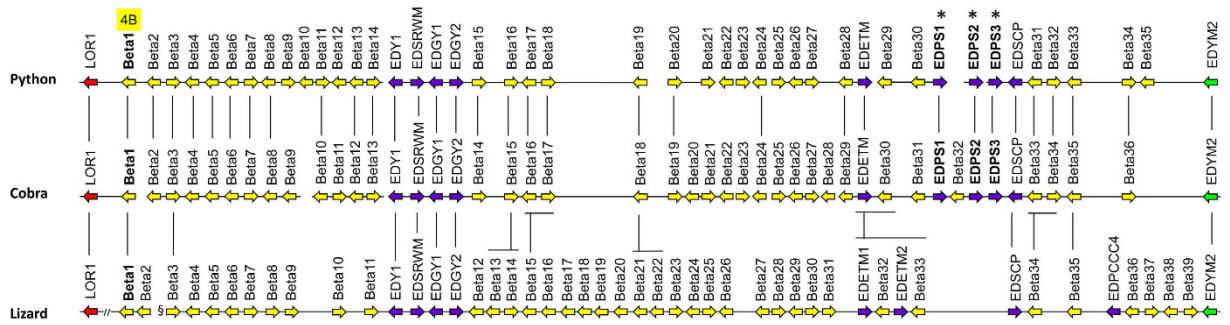 4B
LOR1 Beta1 Beta2 Beta3 Beta4 Beta5 Beta6 Beta7 Beta8 Beta9 Beta10 Beta11 Beta12 Beta13 Beta14 EDY1 EDSRWM EDGY1 EDGY2 Beta15 Beta16 Beta17 Beta18 Beta19 Beta20 Beta21 Beta22 Beta23 Beta24 Beta25 Beta26 Beta27 Beta28 EDETM Beta29 Beta30 EDPS1 * EDPS2 * EDPS3 * EDSCP Beta31 Beta32 Beta33 Beta34 Beta35 EDYM2
Python
LOR1 Beta1 Beta2 Beta3 Beta4 Beta5 Beta6 Beta7 Beta8 Beta9 Beta10 Beta11 Beta12 Beta13 EDY1 EDSRWM EDGY1 EDGY2 Beta14 Beta15 Beta16 Beta17 Beta18 Beta19 Beta20 Beta21 Beta22 Beta23 Beta24 Beta25 Beta26 Beta27 Beta28 Beta29 EDETM Beta30 Beta31 EDPS1 Beta32 EDPS2 EDPS3 EDSCP Beta33 Beta34 Beta35 Beta36 EDYM2
Cobra
LOR1 Beta1 Beta2 Beta3 Beta4 Beta5 Beta6 Beta7 Beta8 Beta9 Beta10 Beta11 EDY1 EDSRWM EDGY1 EDGY2 Beta12 Beta13 Beta14 Beta15 Beta16 Beta17 Beta18 Beta19 Beta20 Beta21 Beta22 Beta23 Beta24 Beta25 Beta26 Beta27 Beta28 Beta29 Beta30 Beta31 EDETM1 Beta32 EDETM2 Beta33 EDSCP Beta34 Beta35 EDPCCC4 Beta36 Beta37 Beta38 Beta39 EDYM2
Lizard // §